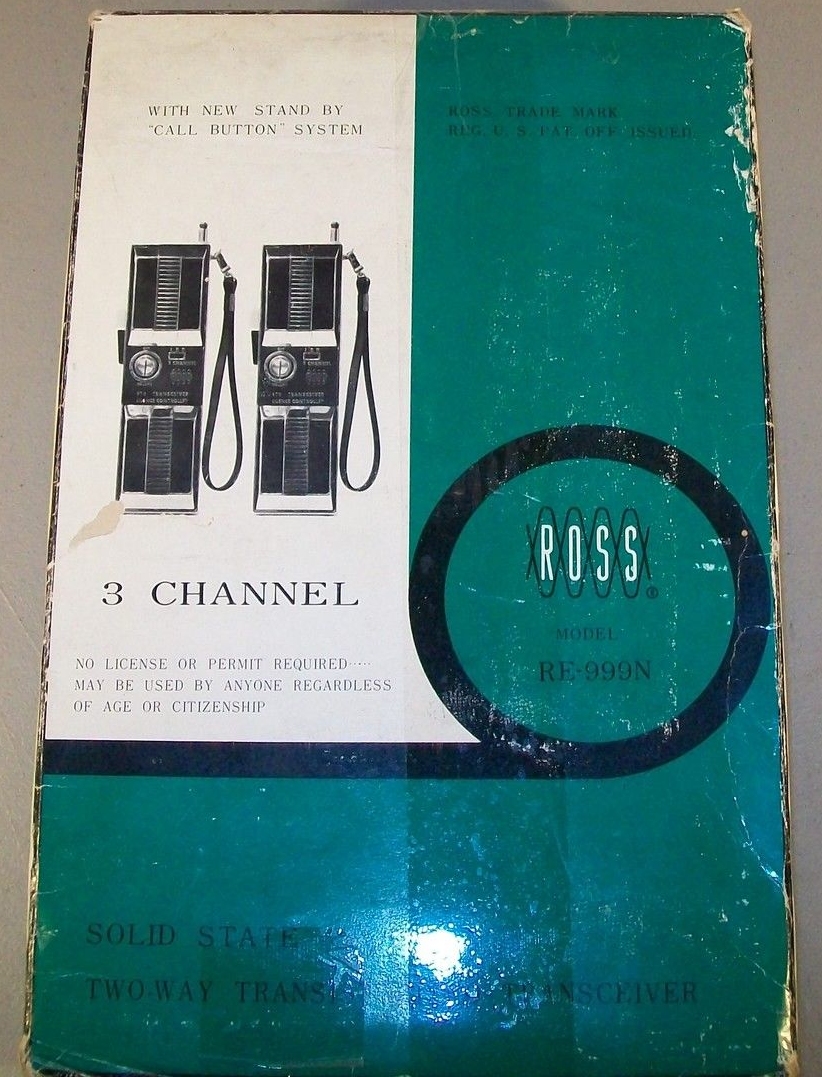 WITH NEW STAND BY
"CALL BUTTON" SYSTEM
ROSS TRADE MARK
REG. U. S. PAT. OFF. ISSUED
3 CHANNEL
NO LICENSE OR PERMIT REQUIRED·····
MAY BE USED BY ANYONE REGARDLESS
OF AGE OR CITIZENSHIP
ROSS®
MODEL
RE-999N
SOLID STATE
TWO-WAY TRANSCEIVER